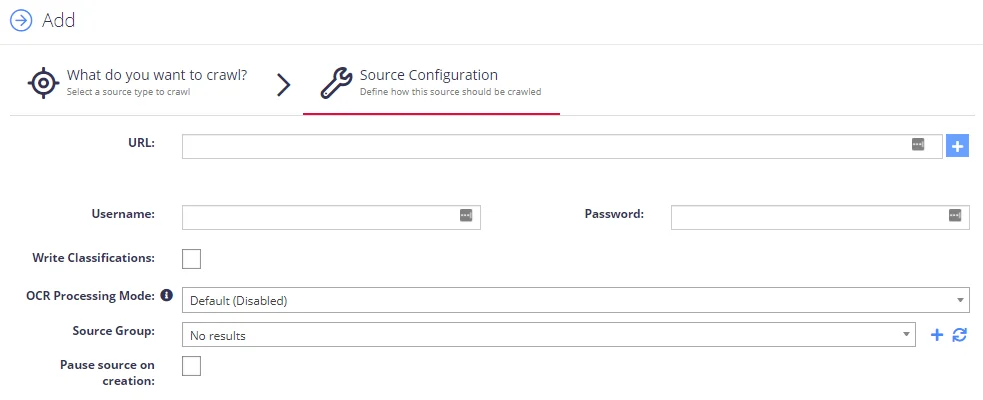 Add
What do you want to crawl?
Select a source type to crawl
Source Configuration
Define how this source should be crawled
URL:
Username:
Password:
Write Classifications:
OCR Processing Mode:
Default (Disabled)
Source Group:
No results
Pause source on
creation: